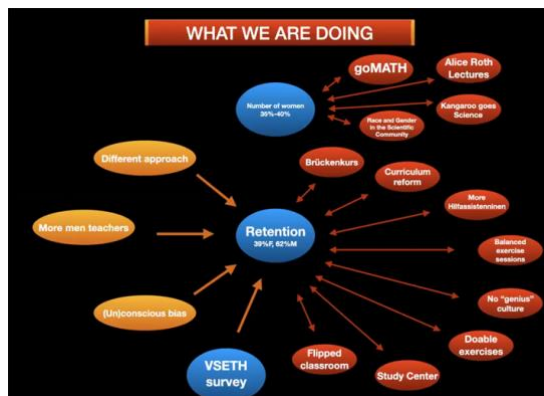 WHAT WE ARE DOING
goMATH
Alice Roth
Lectures
Number of women
35%-40%
Kangaroo goes
Science
Race and Gender
in the Scientific
Community
Different approach
Brückenkurs
Curriculum
reform
More men teachers
Retention
39%F, 62%M
More
Hilfsassistenninen
Balanced
exercise
sessions
(Un)conscious bias
No "genius"
culture
VSETH
survey
Flipped
classroom
Study Center
Doable
exercises